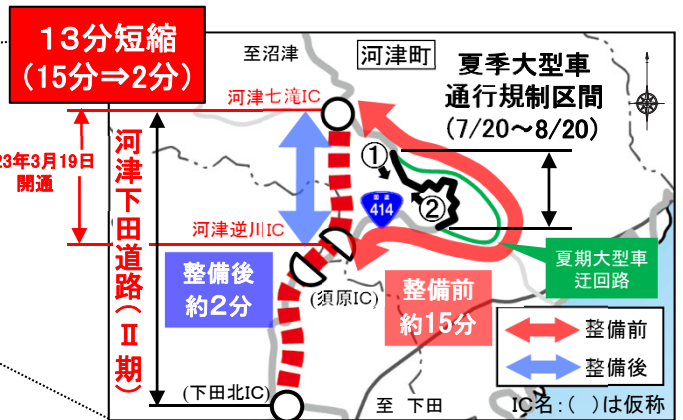 13分短縮
(15分⇒2分)
至沼津
河津町
夏季大型車
通行規制区間
(7/20～8/20)
河津七滝IC
23年3月19日
開通
河津下田道路(Ⅱ期)
①
②
国道
414
河津逆川IC
整備後
約2分
(須原IC)
整備前
約15分
夏期大型車
迂回路
整備前
整備後
(下田北IC)
至 下田
IC名:( )は仮称